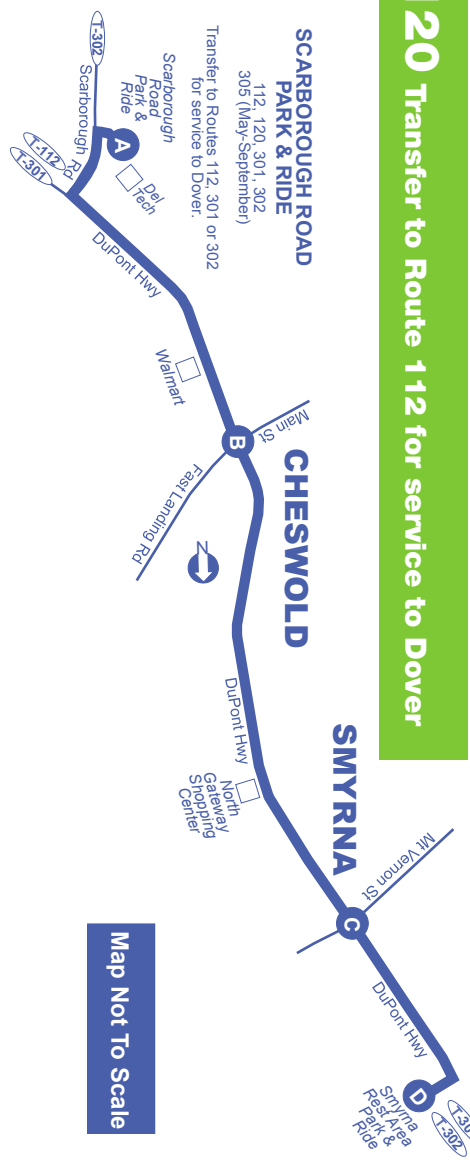 20 Transfer to Route 112 for service to Dover
SCARBOROUGH ROAD
PARK & RIDE
112, 120, 301, 302
305 (May-September)
Transfer to Routes 112, 301 or 302
for service to Dover.
Scarborough
Road
Park &
Ride
T-302
Scarborough Rd
A
Del
Tech
T-112
T-301
DuPont Hwy
Walmart
Main St
B
Fast Landing Rd
CHESWOLD
N
DuPont Hwy
North
Gateway
Shopping
Center
SMYRNA
Mt Vernon St
C
DuPont Hwy
D
Smyrna
Rest Area
Park &
Ride
T-302
Map Not To Scale